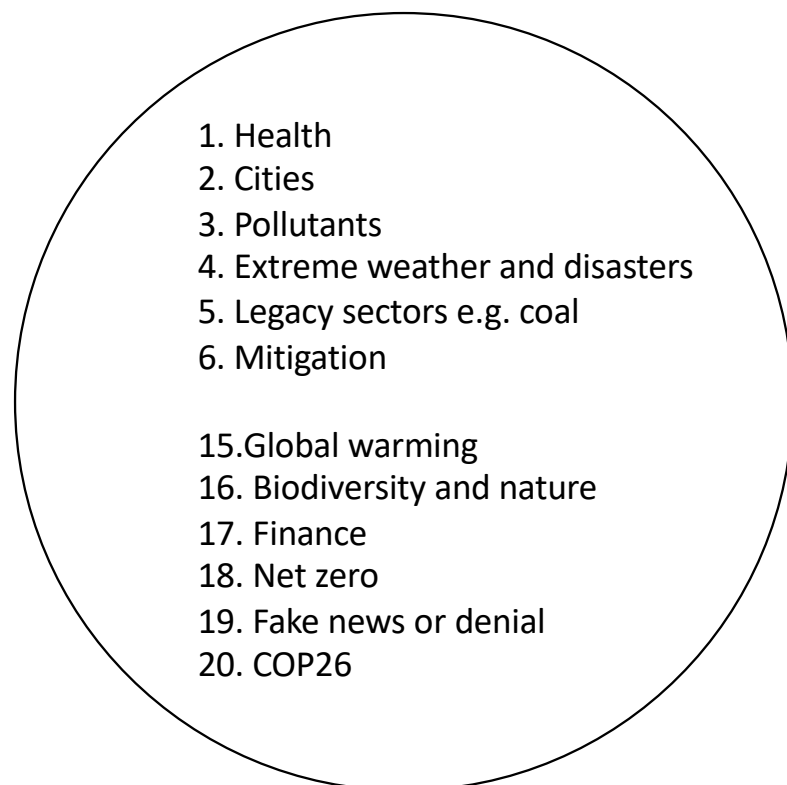 1. Health
2. Cities
3. Pollutants
4. Extreme weather and disasters
5. Legacy sectors e.g. coal
6. Mitigation
15.Global warming
16. Biodiversity and nature
17. Finance
18. Net zero
19. Fake news or denial
20. COP26